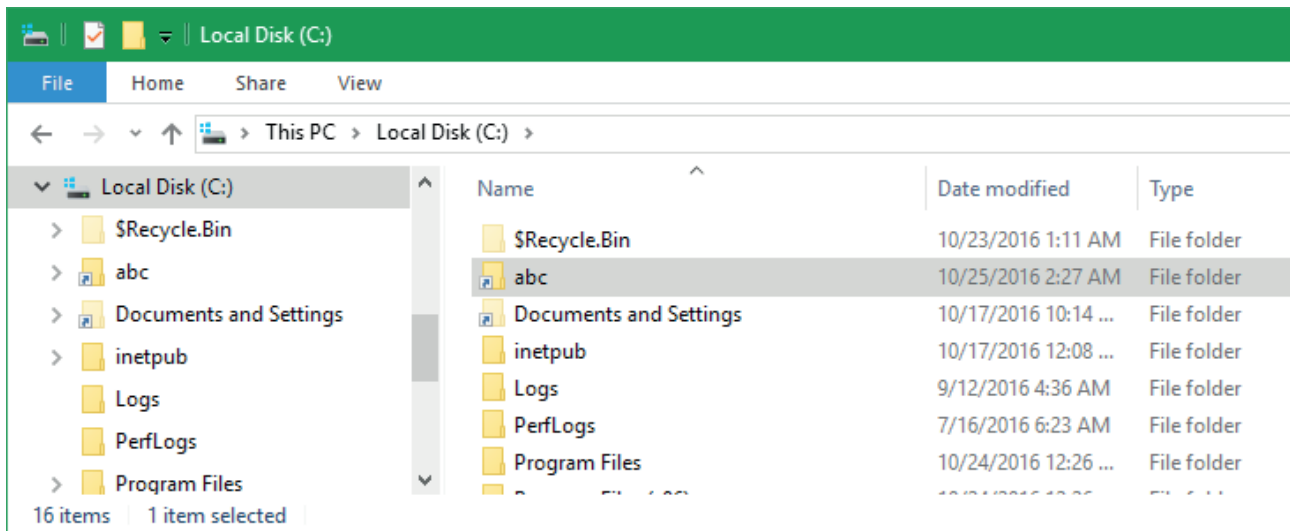 Local Disk (C:)
File Home Share View
This PC > Local Disk (C:) >
Local Disk (C:)
$Recycle.Bin
abc
Documents and Settings
inetpub
Logs
PerfLogs
Program Files
Name Date modified Type
$Recycle.Bin 10/23/2016 1:11 AM File folder
abc 10/25/2016 2:27 AM File folder
Documents and Settings 10/17/2016 10:14 ... File folder
inetpub 10/17/2016 12:08 ... File folder
Logs 9/12/2016 4:36 AM File folder
PerfLogs 7/16/2016 6:23 AM File folder
Program Files 10/24/2016 12:26 ... File folder
16 items 1 item selected